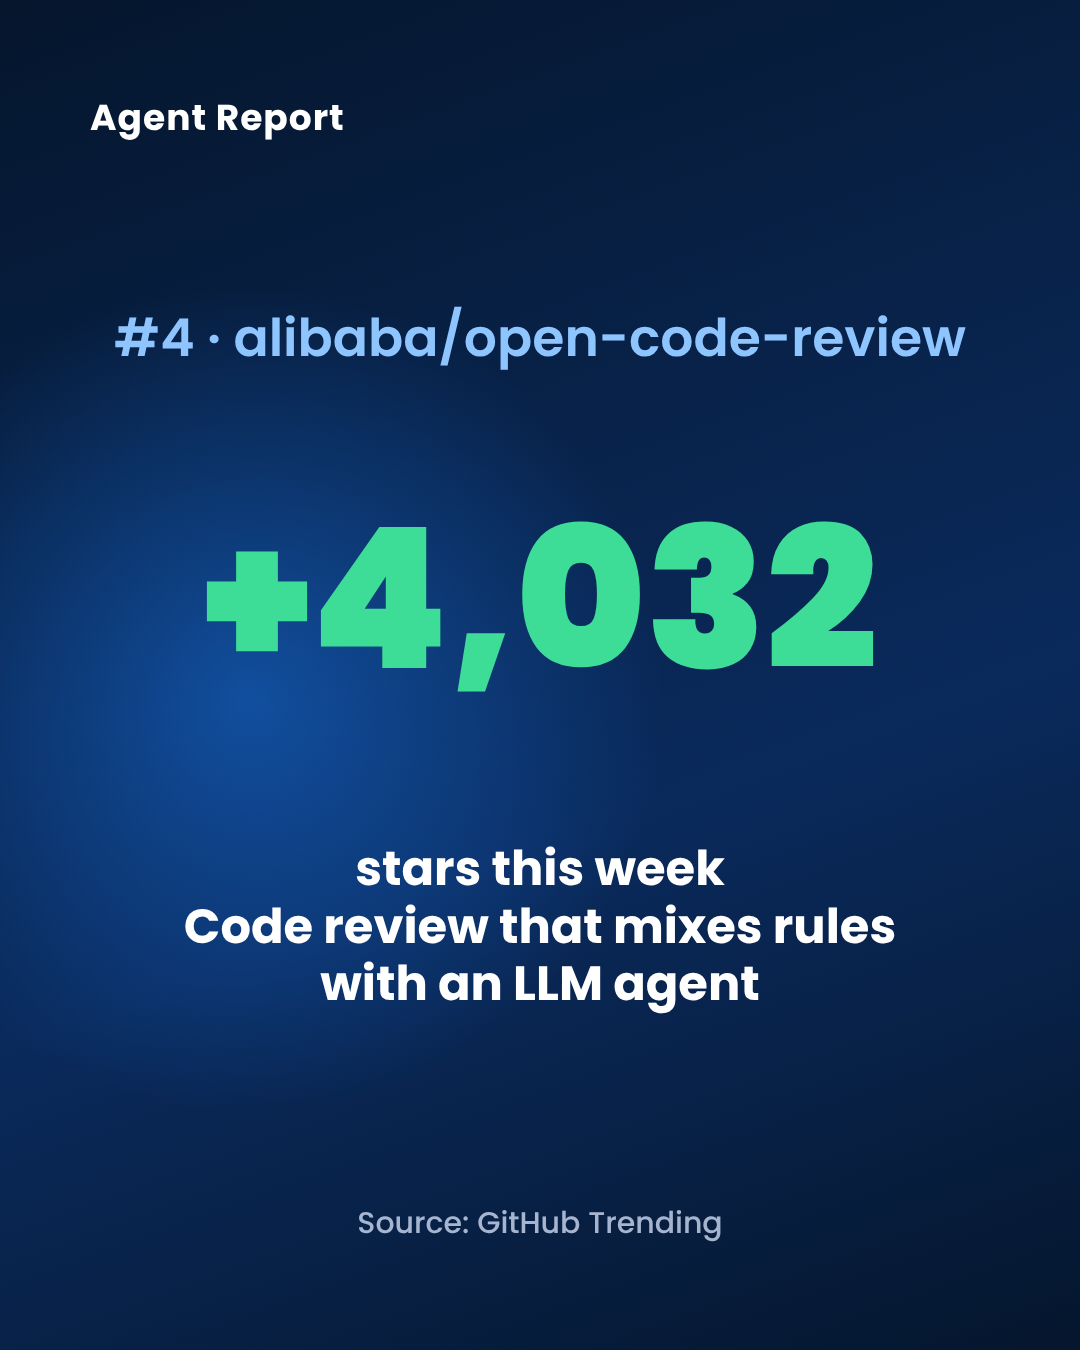 Agent Report
#4 · alibaba/open-code-review
+4,032
stars this week
Code review that mixes rules
with an LLM agent
Source: GitHub Trending